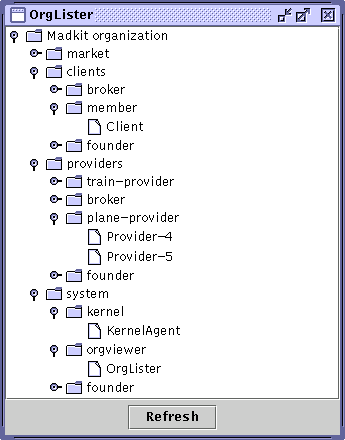 OrgLister
Madkit organization
market
clients
broker
member
Client
founder
providers
train-provider
broker
plane-provider
Provider-4
Provider-5
founder
system
kernel
KernelAgent
orgviewer
OrgLister
founder
Refresh